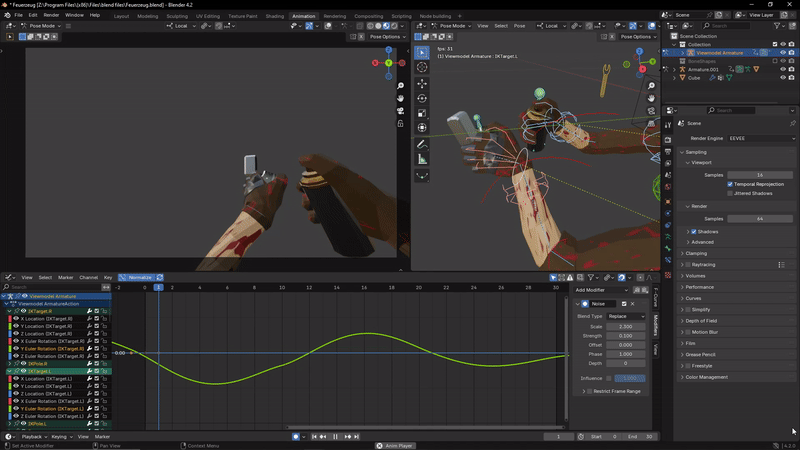 * Feuerzeug [Z:\Program Files (x86)\Files\blend files\Feuerzeug.blend] - Blender 4.2
File Edit Render Window Help Layout Modeling Sculpting UV Editing Texture Paint Shading Animation Rendering Compositing Scripting Node building +
Scene View Layer
Pose Mode Local Pose Mode Local
Pose Options Pose Options
fps: 31
(1) Viewmodel Armature : IKTarget.L
Search
Scene Collection
Collection
Viewmodel Armature
BoneShapes
Armature.001
Cube
Search
Scene
Render Engine EEVEE
Sampling
Viewport
Samples 16
Temporal Reprojection
Jittered Shadows
Render
Samples 64
Shadows
Advanced
Clamping
Raytracing
Volumes
Performance
Curves
Simplify
Depth of Field
Motion Blur
Film
Grease Pencil
Freestyle
Color Management
View Select Marker Channel Key Normalize
Search
-2 1 2 4 6 8 10 12 14 16 18 20 22 24 26 28 30
0.00
Viewmodel Armature
Viewmodel ArmatureAction
IKTarget.R
X Location (IKTarget.R)
Y Location (IKTarget.R)
Z Location (IKTarget.R)
X Euler Rotation (IKTarget.R)
Y Euler Rotation (IKTarget.R)
Z Euler Rotation (IKTarget.R)
IKPole.R
IKTarget.L
X Location (IKTarget.L)
Y Location (IKTarget.L)
Z Location (IKTarget.L)
X Euler Rotation (IKTarget.L)
Y Euler Rotation (IKTarget.L)
Z Euler Rotation (IKTarget.L)
IKPole.L
Add Modifier
Noise
Blend Type Replace
Scale 2.300
Strength 0.100
Offset 0.000
Phase 1.000
Depth 0
Influence
Restrict Frame Range
F-Curve
Modifiers
View
Playback Keying View Marker
1 Start 0 End 30
Set Active Modifier Pan View Context Menu Anim Player 4.2.0